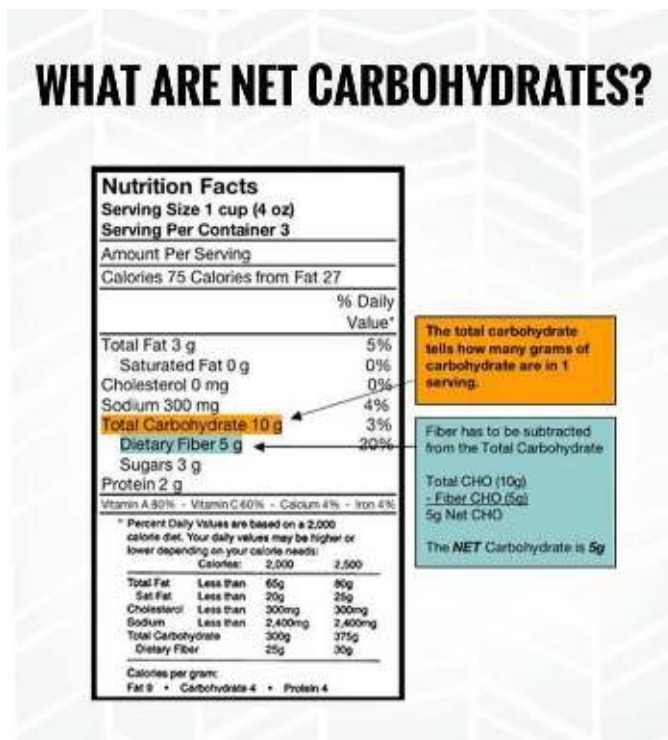 WHAT ARE NET CARBOHYDRATES?
Nutrition Facts
Serving Size 1 cup (4 oz)
Serving Per Container 3
Amount Per Serving
Calories 75 Calories from Fat 27
% Daily
Value*
Total Fat 3 g 5%
Saturated Fat 0 g 0%
Cholesterol 0 mg 0%
Sodium 300 mg 4%
Total Carbohydrate 10 g 3%
Dietary Fiber 5 g 20%
Sugars 3 g
Protein 2 g
Vitamin A 80% - Vitamin C 60% - Calcium 4% - Iron 4%
* Percent Daily Values are based on a 2,000
calorie diet. Your daily values may be higher or
lower depending on your calorie needs:
Calories: 2,000 2,500
Total Fat Less than 65g 80g
Sat Fat Less than 20g 25g
Cholesterol Less than 300mg 300mg
Sodium Less than 2,400mg 2,400mg
Total Carbohydrate 300g 375g
Dietary Fiber 25g 30g
Calories per gram:
Fat 9 • Carbohydrate 4 • Protein 4
The total carbohydrate
tells how many grams of
carbohydrate are in 1
serving.
Fiber has to be subtracted
from the Total Carbohydrate
Total CHO (10g)
- Fiber CHO (5g)
5g Net CHO
The NET Carbohydrate is 5g